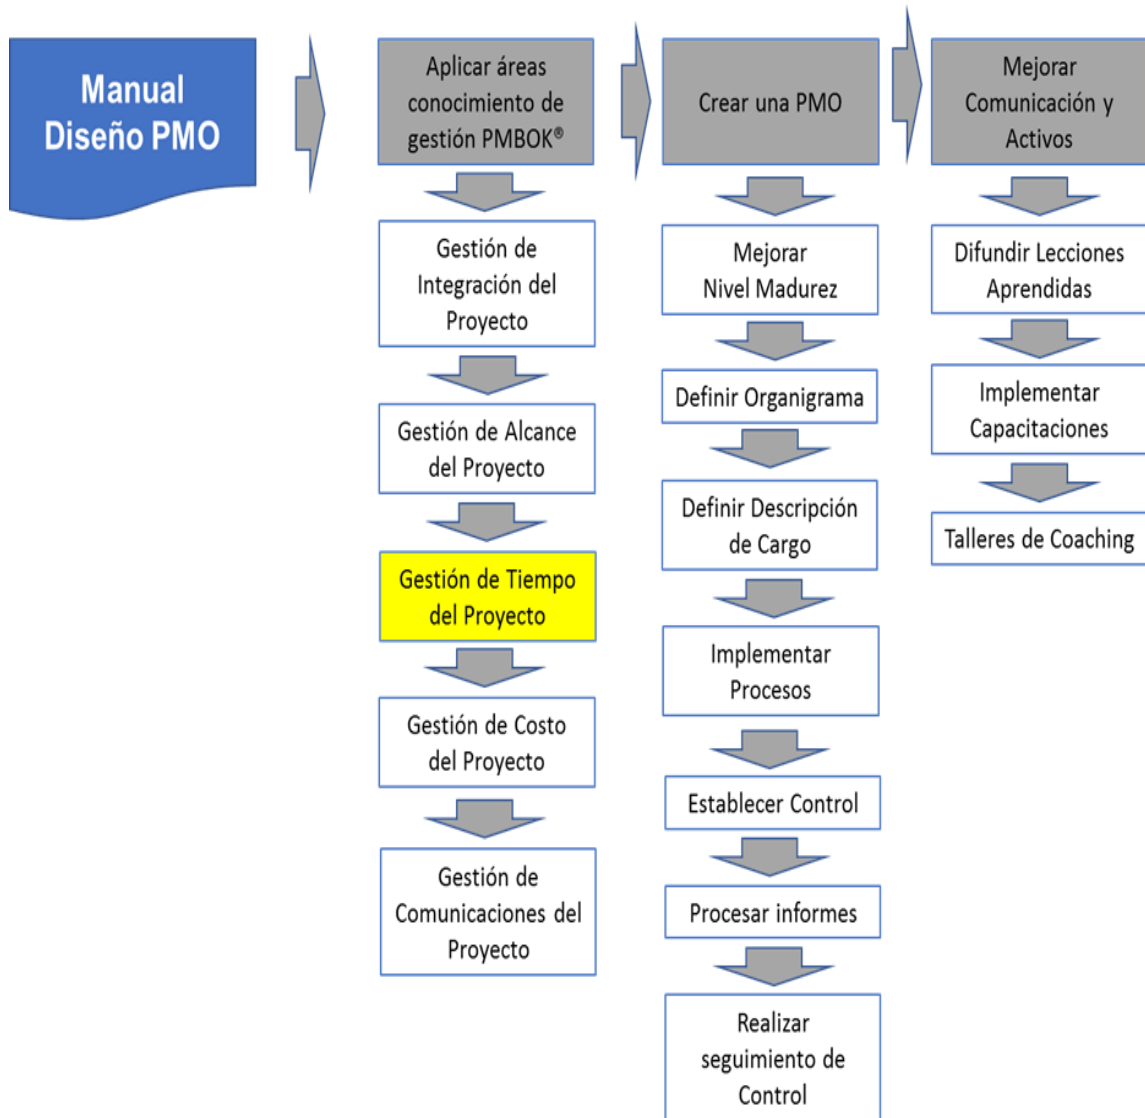 Manual
Diseño PMO
Aplicar áreas
conocimiento de
gestión PMBOK®
Gestión de
Integración del
Proyecto
Gestión de Alcance
del Proyecto
Gestión de Tiempo
del Proyecto
Gestión de Costo
del Proyecto
Gestión de
Comunicaciones del
Proyecto
Crear una PMO
Mejorar
Nivel Madurez
Definir Organigrama
Definir Descripción
de Cargo
Implementar
Procesos
Establecer Control
Procesar informes
Realizar
seguimiento de
Control
Mejorar
Comunicación y
Activos
Difundir Lecciones
Aprendidas
Implementar
Capacitaciones
Talleres de Coaching